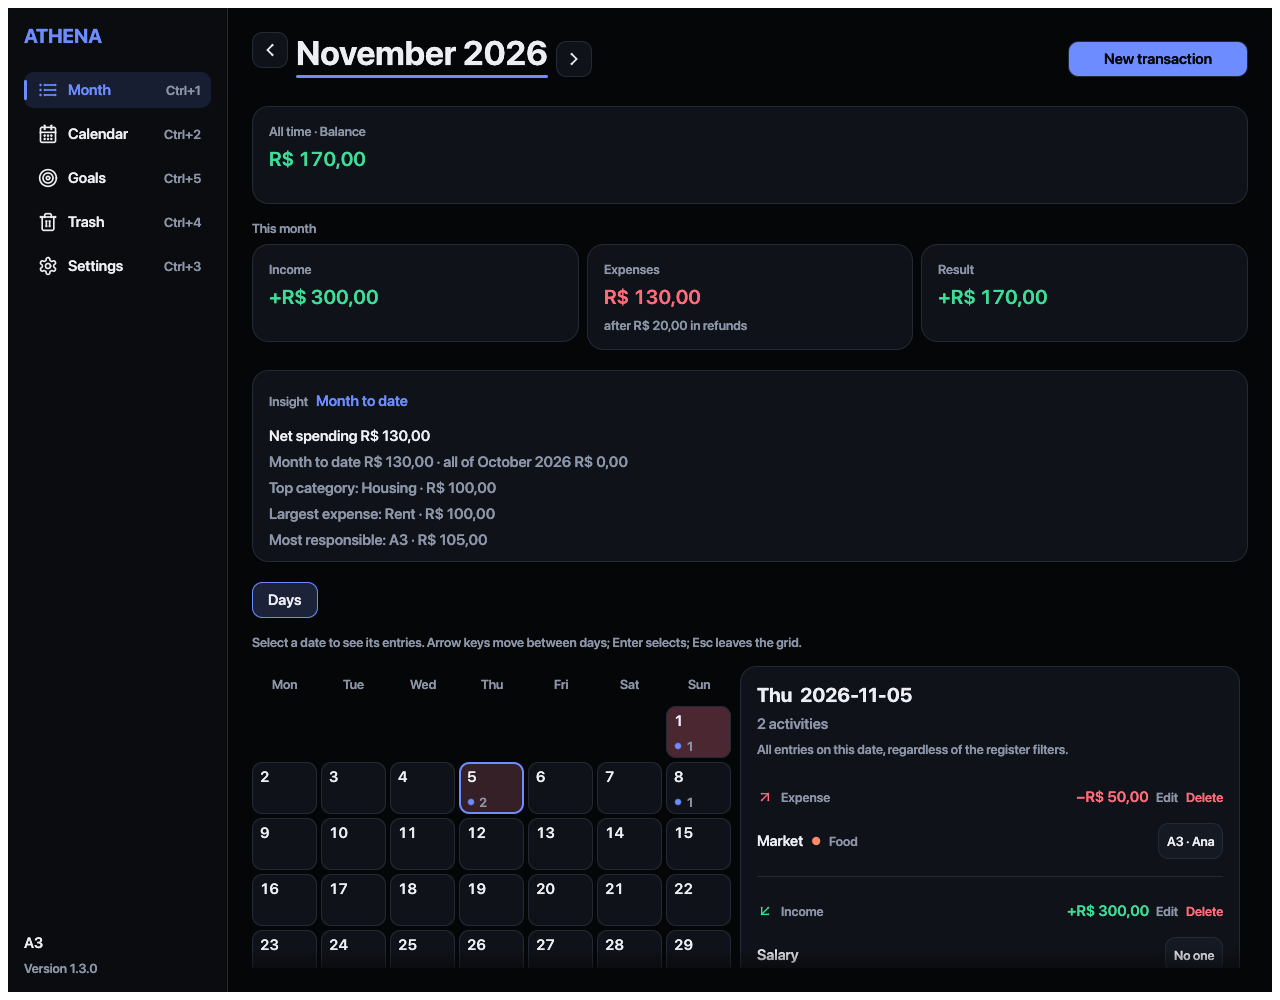 ATHENA
Month Ctrl+1
Calendar Ctrl+2
Goals Ctrl+5
Trash Ctrl+4
Settings Ctrl+3
A3
Version 1.3.0
November 2026
New transaction
All time · Balance
R$ 170,00
This month
Income
+R$ 300,00
Expenses
R$ 130,00
after R$ 20,00 in refunds
Result
+R$ 170,00
Insight Month to date
Net spending R$ 130,00
Month to date R$ 130,00 · all of October 2026 R$ 0,00
Top category: Housing · R$ 100,00
Largest expense: Rent · R$ 100,00
Most responsible: A3 · R$ 105,00
Days
Select a date to see its entries. Arrow keys move between days; Enter selects; Esc leaves the grid.
Mon Tue Wed Thu Fri Sat Sun
1
1
2 3 4 5 6 7 8
2 1
9 10 11 12 13 14 15
16 17 18 19 20 21 22
23 24 25 26 27 28 29
Thu 2026-11-05
2 activities
All entries on this date, regardless of the register filters.
Expense −R$ 50,00 Edit Delete
Market Food A3 · Ana
Income +R$ 300,00 Edit Delete
Salary No one